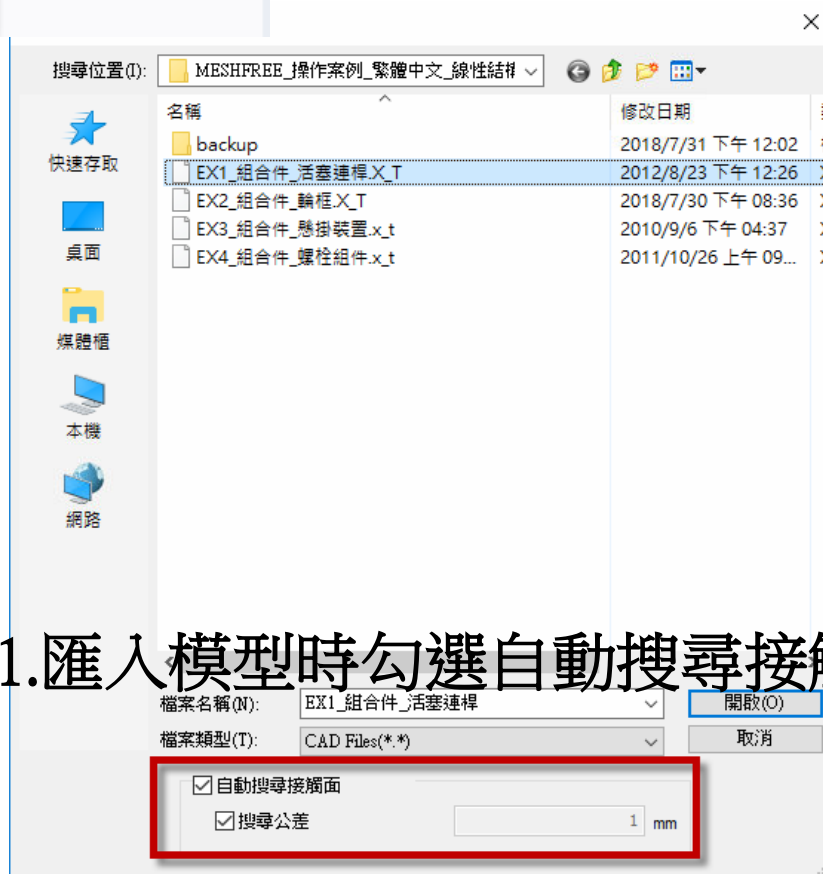 搜尋位置(I):
MESHFREE_操作案例_繁體中文_線性結構
名稱
修改日期
快速存取
桌面
媒體櫃
本機
網路
backup
2018/7/31 下午 12:02
EX1_組合件_活塞連桿.X_T
2012/8/23 下午 12:26
EX2_組合件_輪框.X_T
2018/7/30 下午 08:36
EX3_組合件_懸掛裝置.x_t
2010/9/6 下午 04:37
EX4_組合件_螺栓組件.x_t
2011/10/26 上午 09...
1.匯入模型時勾選自動搜尋接觸
檔案名稱(N):
EX1_組合件_活塞連桿
開啟(O)
檔案類型(T):
CAD Files(*.*)
取消
自動搜尋接觸面
搜尋公差
1 mm